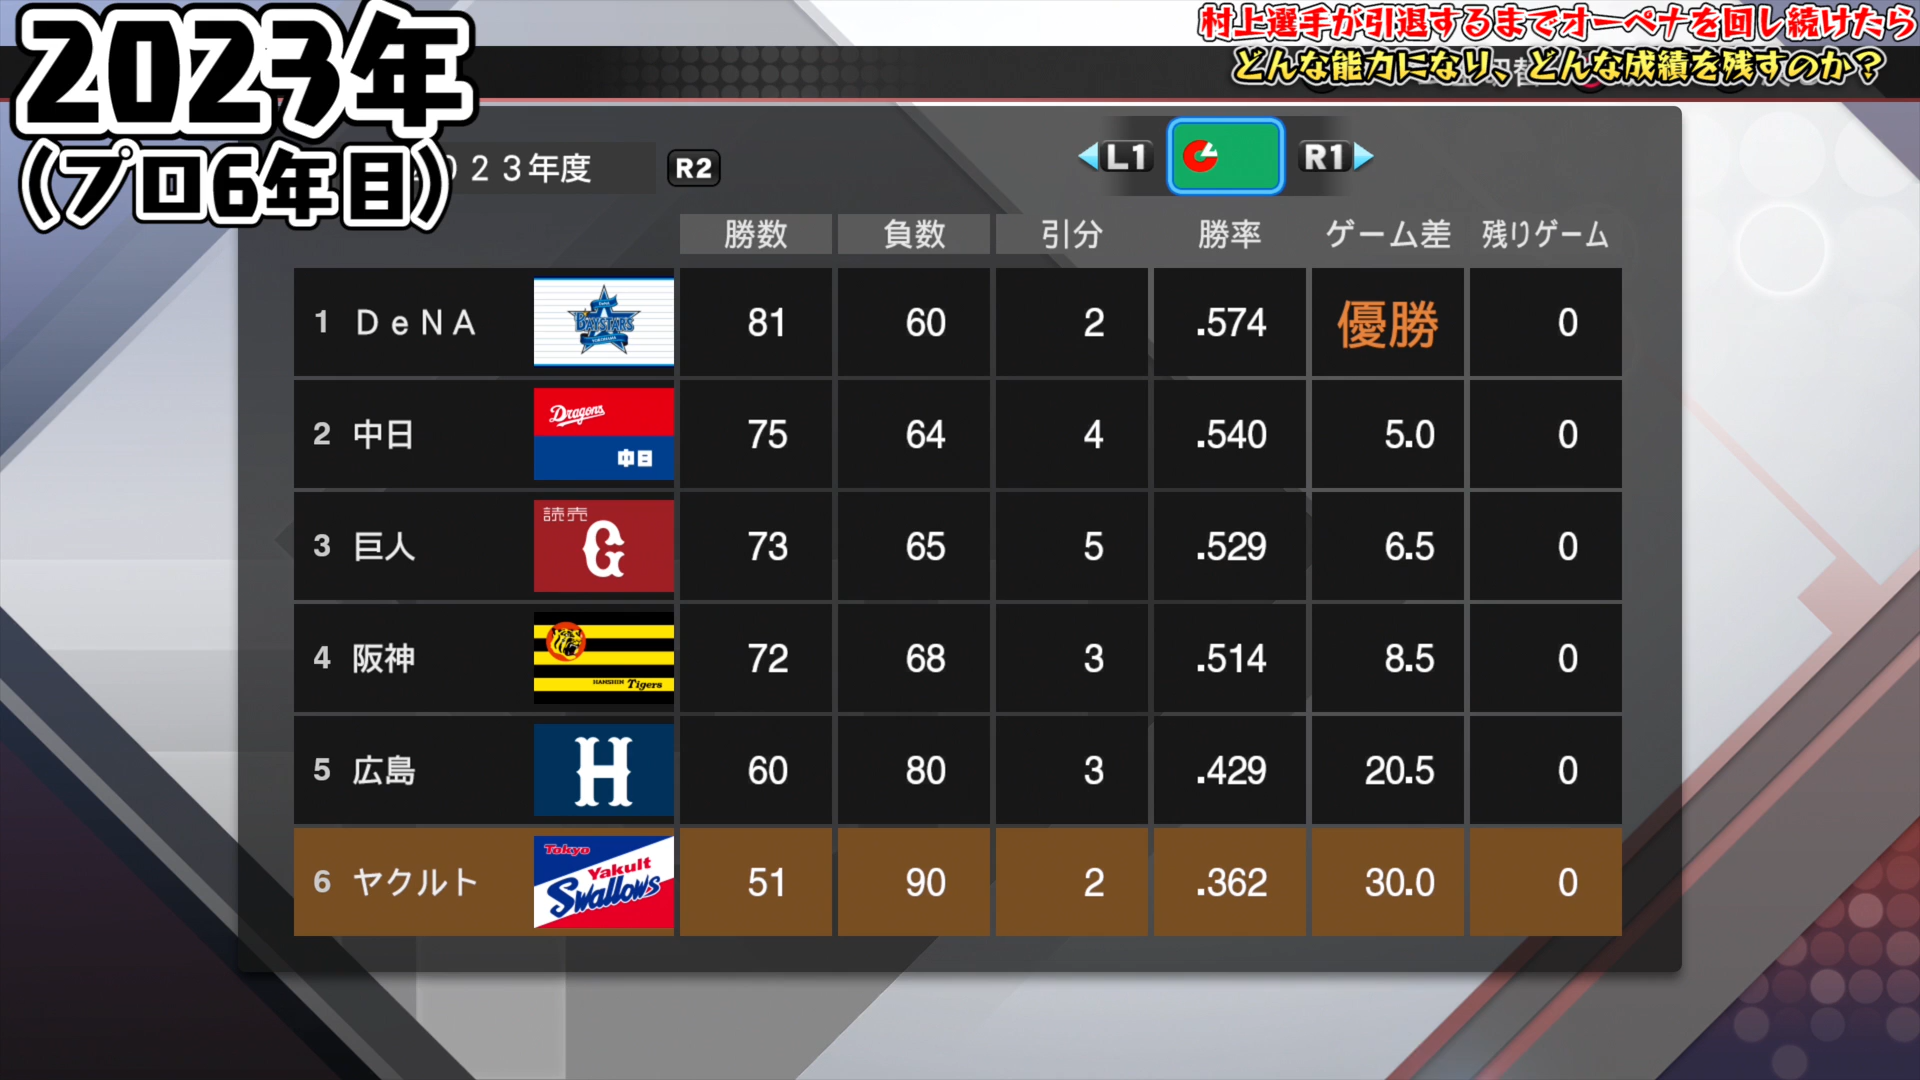 2023年
(プロ6年目)
村上選手が引退するまでオーペナを回し続けたら
どんな能力になり、どんな成績を残すのか?
023年度 R2
L1 R1
勝数 負数 引分 勝率 ゲーム差 残りゲーム
1 DeNA DeNA BAYSTARS YOKOHAMA 81 60 2 .574 優勝 0
2 中日 Dragons 中日 75 64 4 .540 5.0 0
3 巨人 読売 G 73 65 5 .529 6.5 0
4 阪神 HANSHIN Tigers 72 68 3 .514 8.5 0
5 広島 H 60 80 3 .429 20.5 0
6 ヤクルト Tokyo Yakult Swallows 51 90 2 .362 30.0 0